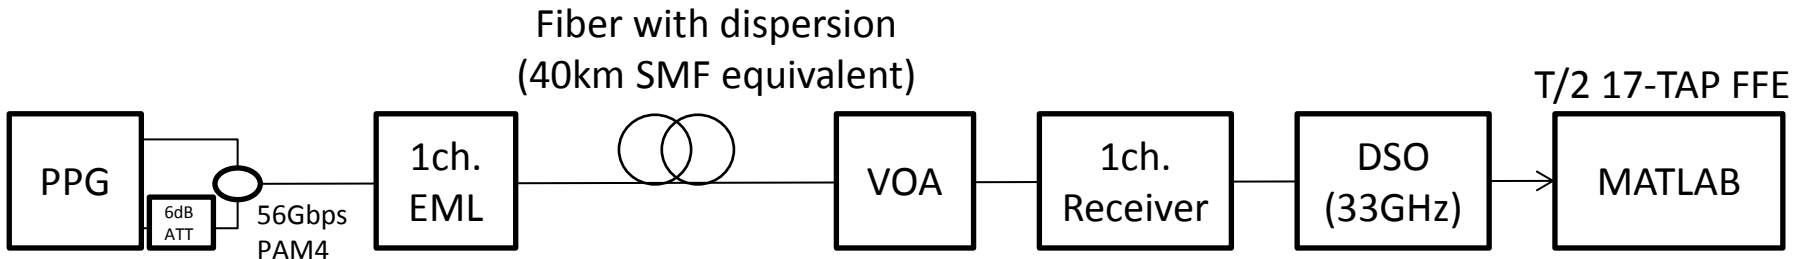 Fiber with dispersion
(40km SMF equivalent)
T/2 17-TAP FFE
PPG
6dB
ATT
56Gbps
PAM4
1ch.
EML
VOA
1ch.
Receiver
DSO
(33GHz)
MATLAB